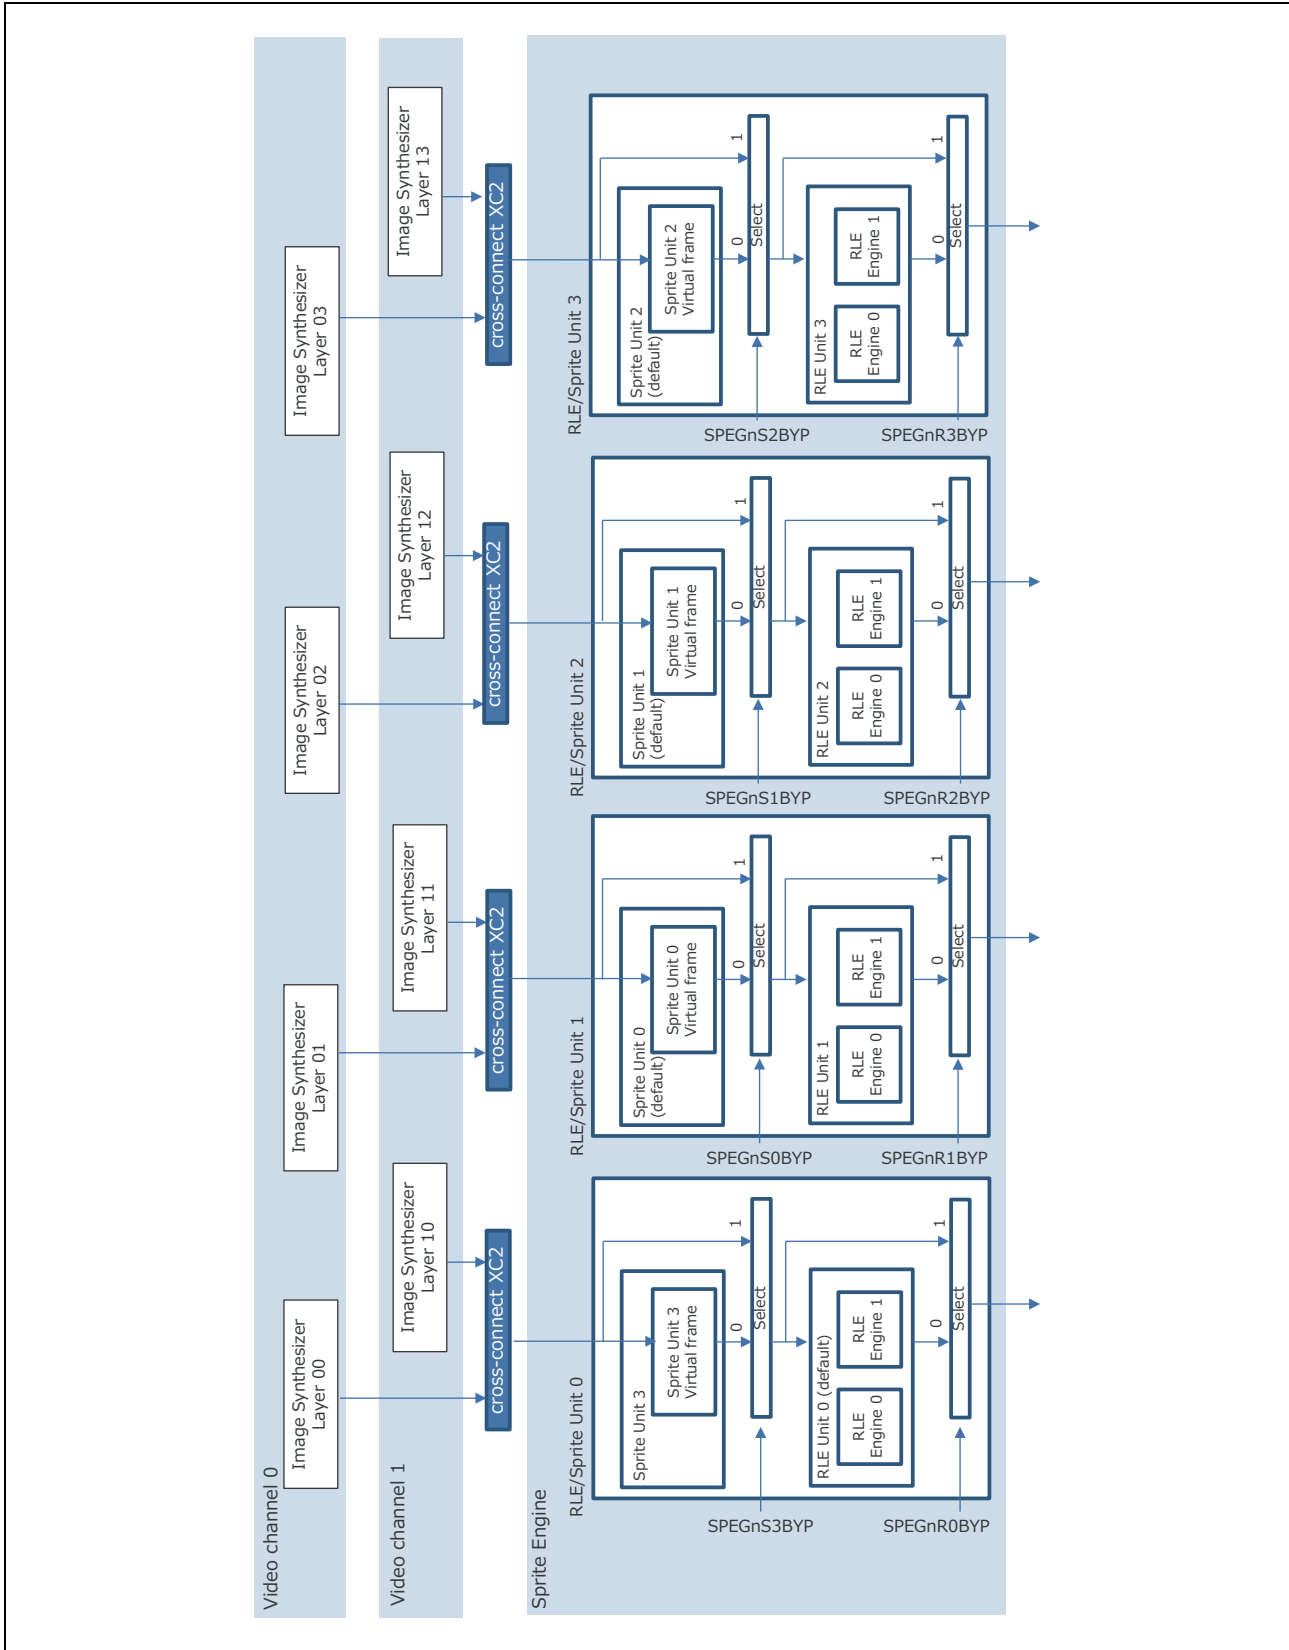 Video channel 0
Image Synthesizer
Layer 00
Image Synthesizer
Layer 01
Image Synthesizer
Layer 02
Image Synthesizer
Layer 03
Video channel 1
Image Synthesizer
Layer 10
Image Synthesizer
Layer 11
Image Synthesizer
Layer 12
Image Synthesizer
Layer 13
cross-connect XC2
cross-connect XC2
cross-connect XC2
cross-connect XC2
Sprite Engine
RLE/Sprite Unit 0
Sprite Unit 3
Sprite Unit 3
Virtual frame
0
1
Select
SPEGnS3BYP
RLE Unit 0 (default)
RLE
Engine 0
RLE
Engine 1
0
1
Select
SPEGnR0BYP
RLE/Sprite Unit 1
Sprite Unit 0
(default)
Sprite Unit 0
Virtual frame
0
1
Select
SPEGnS0BYP
RLE Unit 1
RLE
Engine 0
RLE
Engine 1
0
1
Select
SPEGnR1BYP
RLE/Sprite Unit 2
Sprite Unit 1
(default)
Sprite Unit 1
Virtual frame
0
1
Select
SPEGnS1BYP
RLE Unit 2
RLE
Engine 0
RLE
Engine 1
0
1
Select
SPEGnR2BYP
RLE/Sprite Unit 3
Sprite Unit 2
(default)
Sprite Unit 2
Virtual frame
0
1
Select
SPEGnS2BYP
RLE Unit 3
RLE
Engine 0
RLE
Engine 1
0
1
Select
SPEGnR3BYP